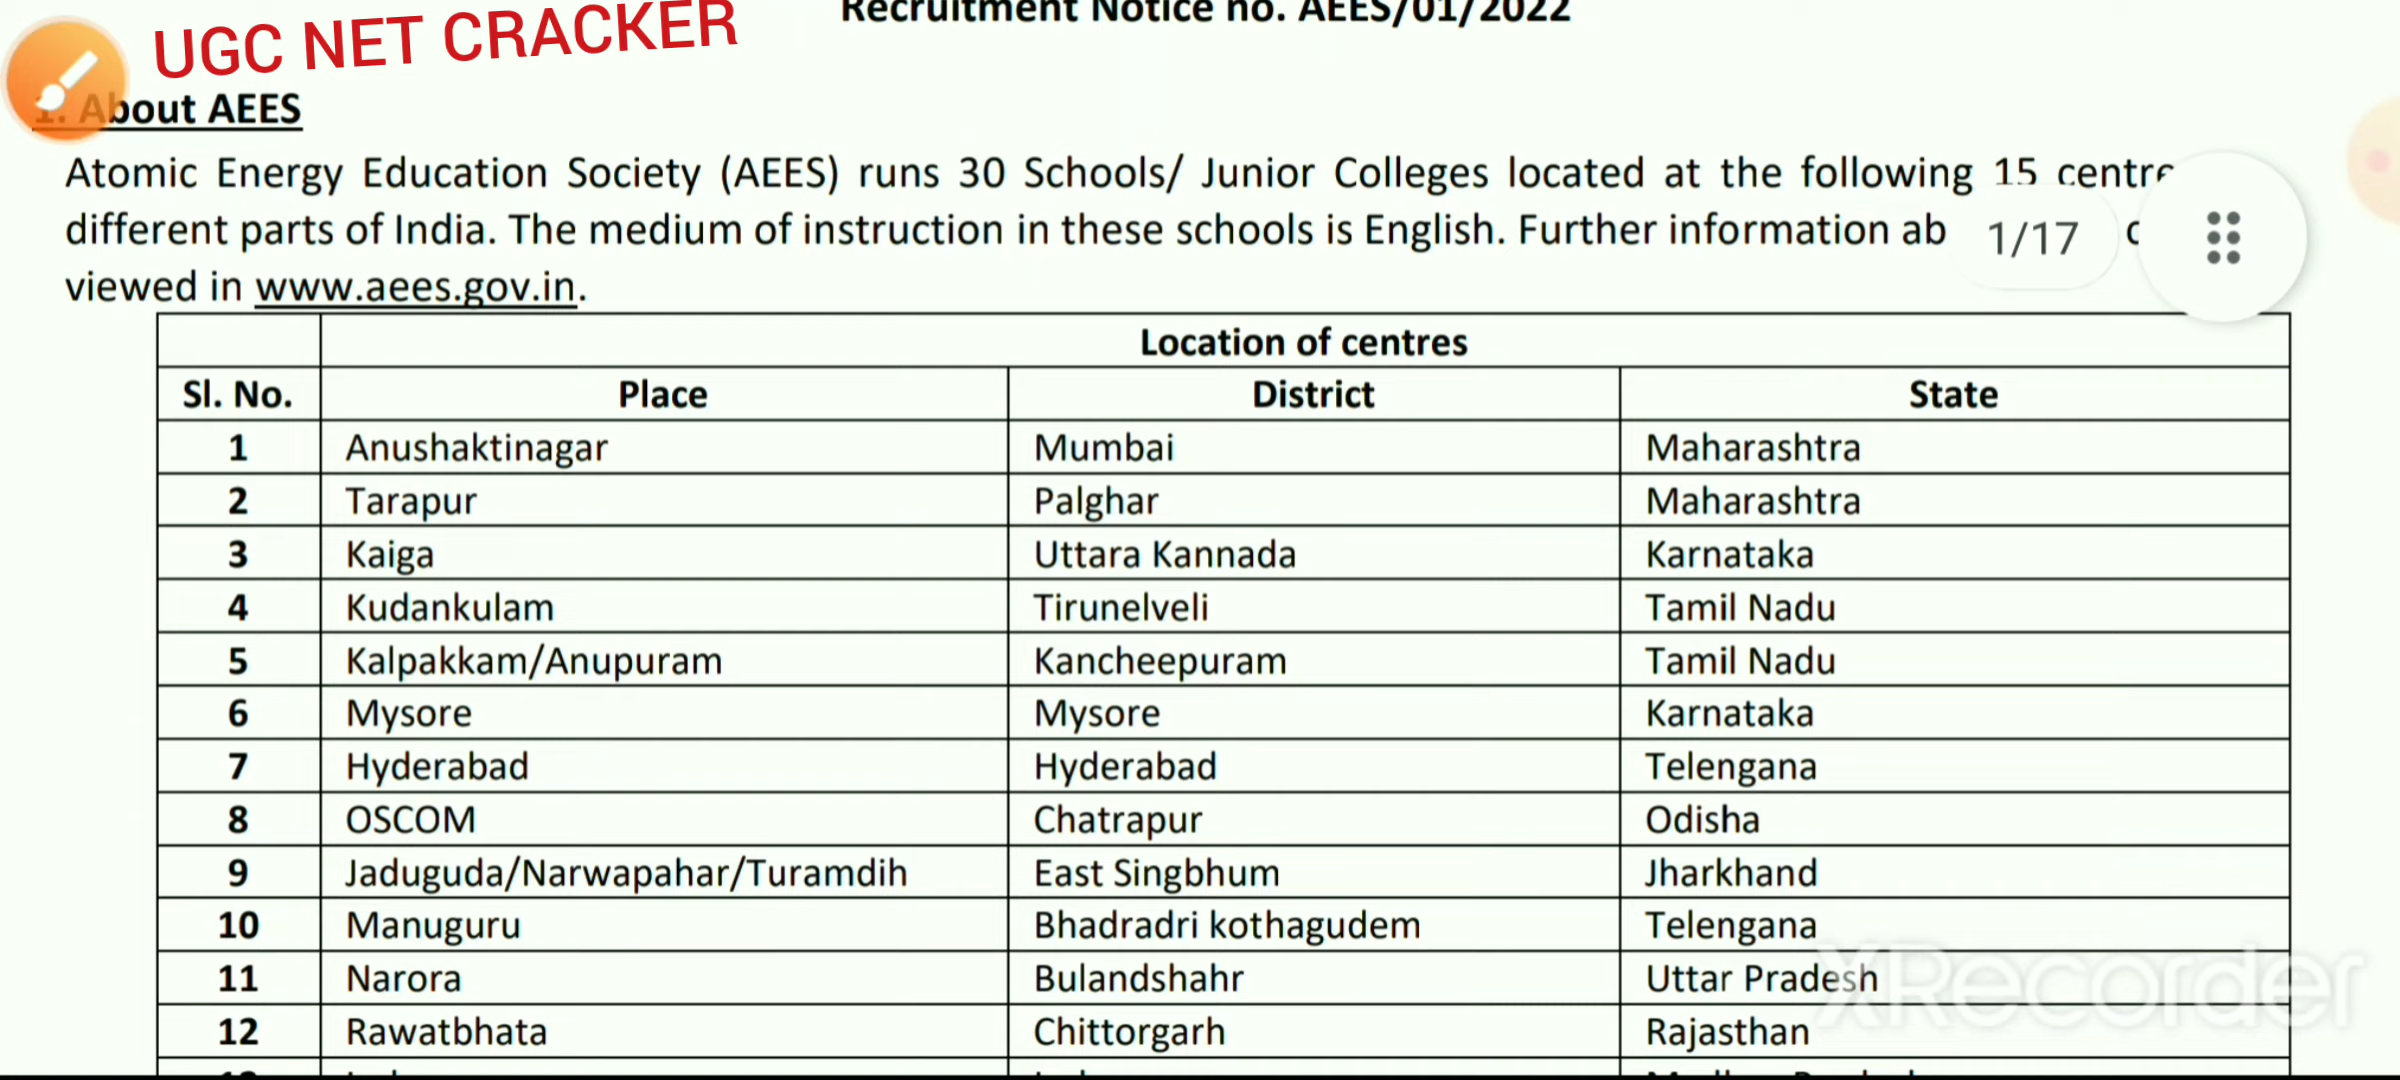 Recruitment Notice no. AEES/01/2022
UGC NET CRACKER
1. About AEES
Atomic Energy Education Society (AEES) runs 30 Schools/ Junior Colleges located at the following 15
different parts of India. The medium of instruction in these schools is English. Further information
1/17
viewed in www.aees.gov.in.
Location of centres
Sl. No. Place District State
1 Anushaktinagar Mumbai Maharashtra
2 Tarapur Palghar Maharashtra
3 Kaiga Uttara Kannada Karnataka
4 Kudankulam Tirunelveli Tamil Nadu
5 Kalpakkam/Anupuram Kancheepuram Tamil Nadu
6 Mysore Mysore Karnataka
7 Hyderabad Hyderabad Telengana
8 OSCOM Chatrapur Odisha
9 Jaduguda/Narwapahar/Turamdih East Singbhum Jharkhand
10 Manuguru Bhadradri kothagudem Telengana
11 Narora Bulandshahr Uttar Pradesh
12 Rawatbhata Chittorgarh Rajasthan
XRecorder